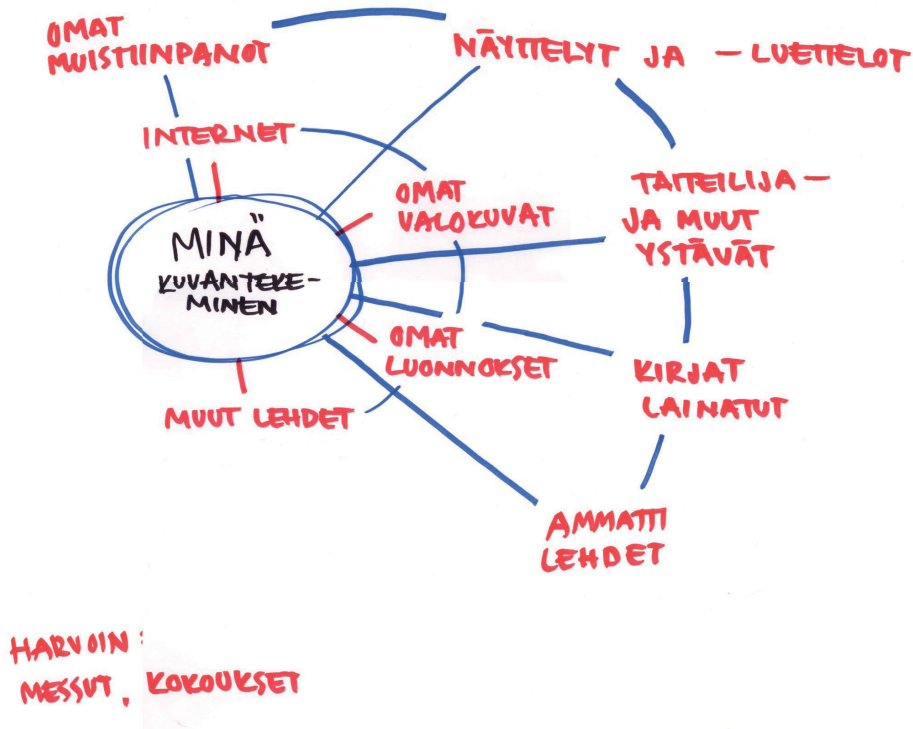 OMAT
MUISTIINPANOT
NÄYTTELYT JA - LUETTELOT
INTERNET
OMAT
VALOKUVAT
TAITEILIJA -
JA MUUT
YSTÄVÄT
MINÄ
KUVANTEKE-
MINEN
OMAT
LUONNOKSET
KIRJAT
LAINATUT
MUUT LEHDET
AMMATTI
LEHDET
HARVOIN:
MESSUT, KOKOUKSET